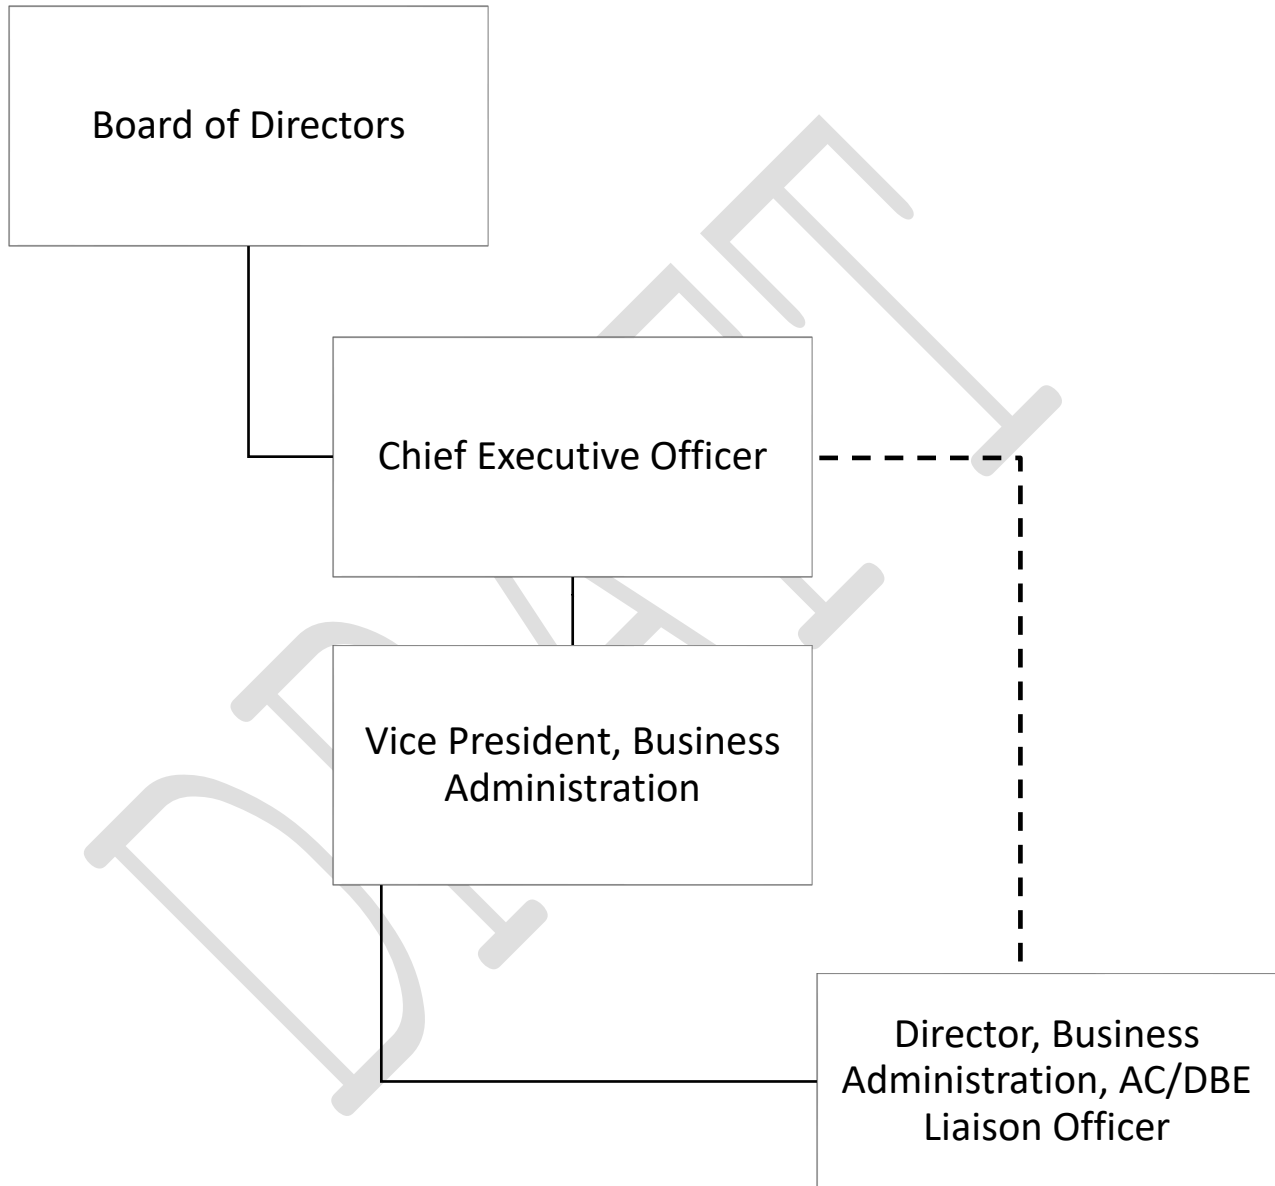 Board of Directors
DRAFT
Chief Executive Officer
Vice President, Business
Administration
Director, Business
Administration, AC/DBE
Liaison Officer